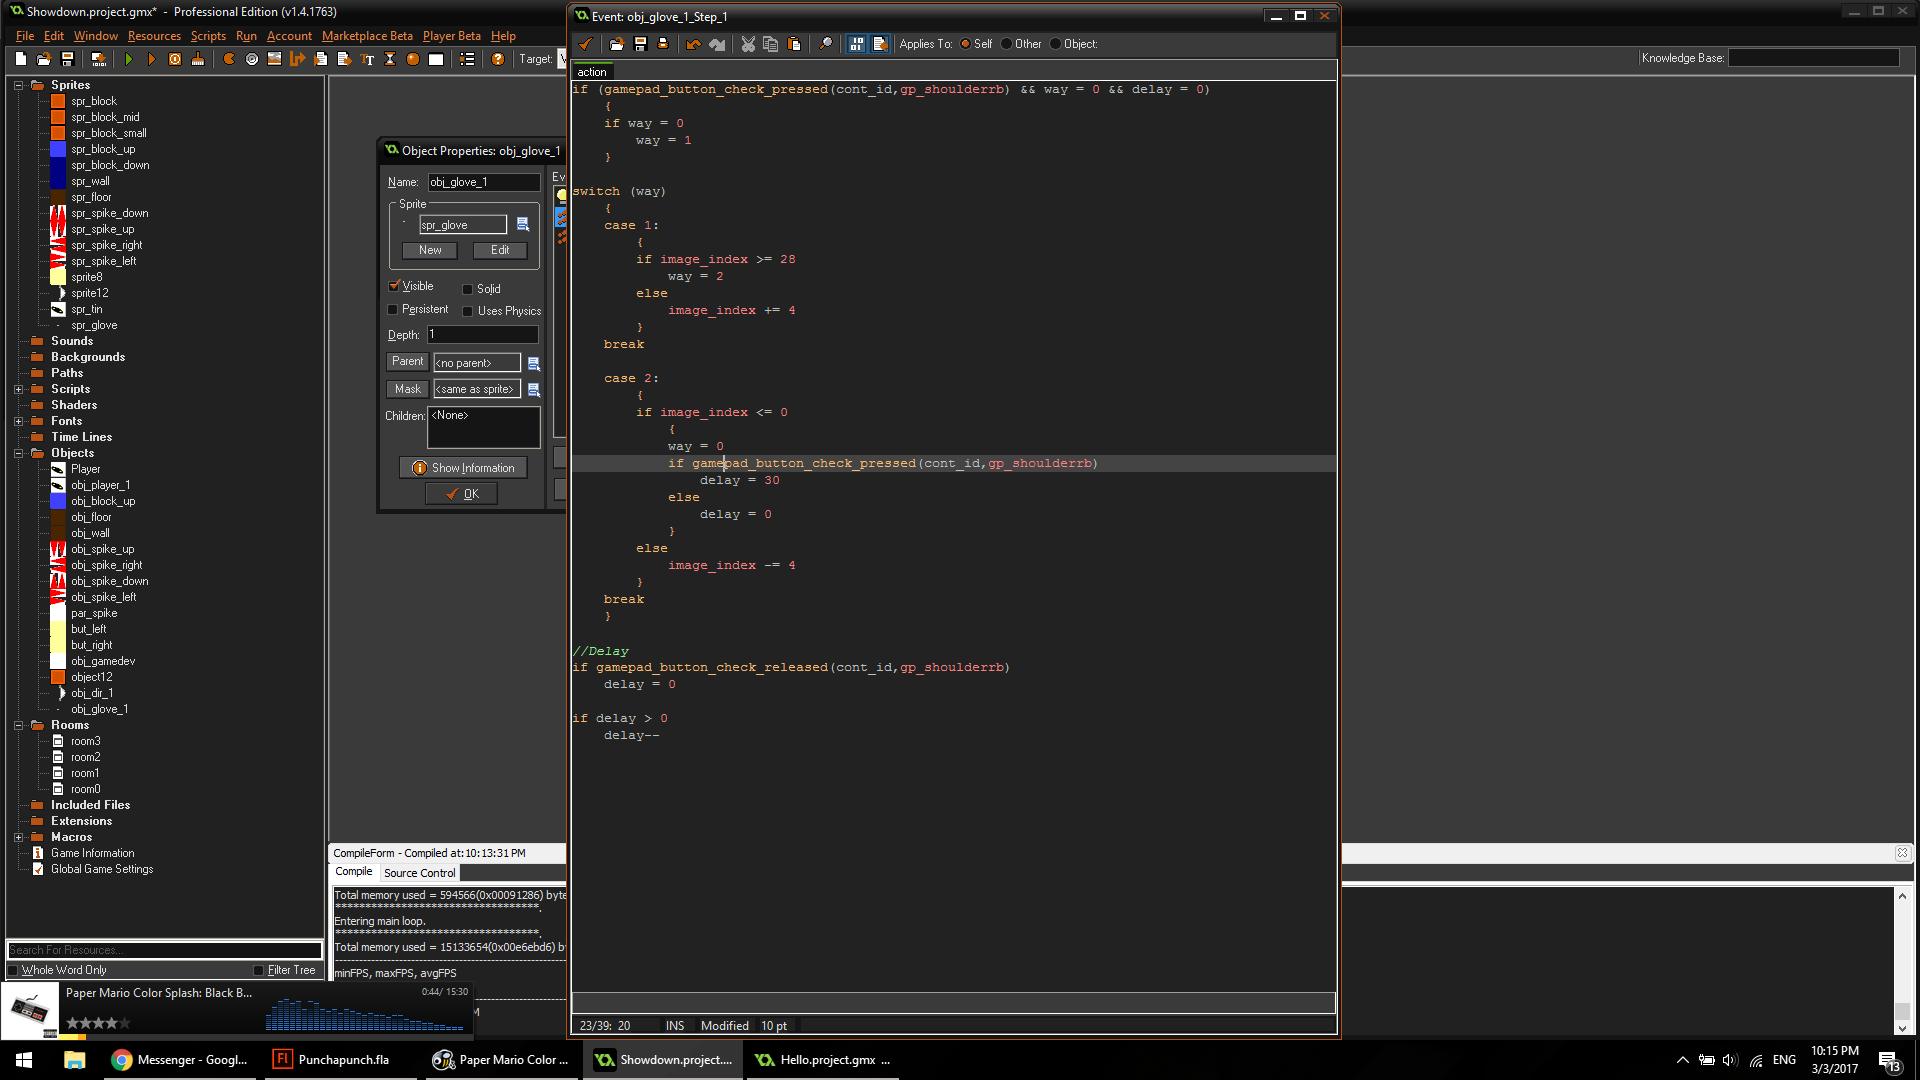 Showdown.project.gmx* - Professional Edition (v1.4.1763)
File Edit Window Resources Scripts Run Account Marketplace Beta Player Beta Help
Target:
Knowledge Base:
Sprites
spr_block
spr_block_mid
spr_block_small
spr_block_up
spr_block_down
spr_wall
spr_floor
spr_spike_down
spr_spike_up
spr_spike_right
spr_spike_left
sprite8
sprite12
spr_tin
spr_glove
Sounds
Backgrounds
Paths
Scripts
Shaders
Fonts
Time Lines
Objects
Player
obj_player_1
obj_block_up
obj_floor
obj_wall
obj_spike_up
obj_spike_right
obj_spike_down
obj_spike_left
par_spike
but_left
but_right
obj_gamedev
object12
obj_dir_1
obj_glove_1
Rooms
room3
room2
room1
room0
Included Files
Extensions
Macros
Game Information
Global Game Settings
Search For Resources...
Whole Word Only Filter Tree
Object Properties: obj_glove_1
Name: obj_glove_1
Sprite
spr_glove
New Edit
Visible Solid
Persistent Uses Physics
Depth: 1
Parent <no parent>
Mask <same as sprite>
Children: <None>
Show Information
OK
Ev
Event: obj_glove_1_Step_1
Applies To: Self Other Object:
action
if (gamepad_button_check_pressed(cont_id,gp_shoulderrb) && way = 0 && delay = 0)
{
if way = 0
way = 1
}
switch (way)
{
case 1:
{
if image_index >= 28
way = 2
else
image_index += 4
}
break
case 2:
{
if image_index <= 0
{
way = 0
if gamepad_button_check_pressed(cont_id,gp_shoulderrb)
delay = 30
else
delay = 0
}
else
image_index -= 4
}
break
}
//Delay
if gamepad_button_check_released(cont_id,gp_shoulderrb)
delay = 0
if delay > 0
delay--
23/39: 20 INS Modified 10 pt
CompileForm - Compiled at:10:13:31 PM
Compile Source Control
Total memory used = 594566(0x00091286) byte
***********************************.
Entering main loop.
***********************************.
Total memory used = 15133654(0x00e6ebd6) by
minFPS, maxFPS, avgFPS
M
Paper Mario Color Splash: Black B...
0:44/ 15:30
Messenger - Googl...
Punchapunch.fla
Paper Mario Color ...
Showdown.project....
Hello.project.gmx ...
ENG
10:15 PM
3/3/2017
13